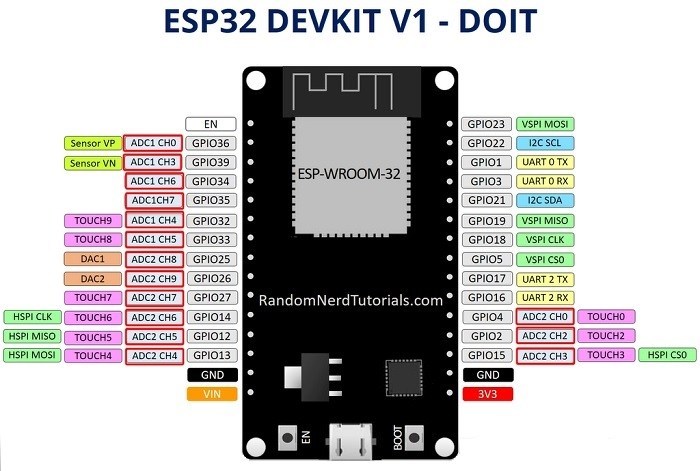 ESP32 DEVKIT V1 - DOIT
EN
GPIO23 VSPI MOSI
Sensor VP ADC1 CH0 GPIO36
GPIO22 I2C SCL
Sensor VN ADC1 CH3 GPIO39
GPIO1 UART 0 TX
ADC1 CH6 GPIO34
ESP-WROOM-32
GPIO3 UART 0 RX
ADC1CH7 GPIO35
GPIO21 I2C SDA
TOUCH9 ADC1 CH4 GPIO32
GPIO19 VSPI MISO
TOUCH8 ADC1 CH5 GPIO33
GPIO18 VSPI CLK
DAC1 ADC2 CH8 GPIO25
GPIO5 VSPI CS0
DAC2 ADC2 CH9 GPIO26
GPIO17 UART 2 TX
TOUCH7 ADC2 CH7 GPIO27
RandomNerdTutorials.com
GPIO16 UART 2 RX
HSPI CLK TOUCH6 ADC2 CH6 GPIO14
GPIO4 ADC2 CH0 TOUCH0
HSPI MISO TOUCH5 ADC2 CH5 GPIO12
GPIO2 ADC2 CH2 TOUCH2
HSPI MOSI TOUCH4 ADC2 CH4 GPIO13
GPIO15 ADC2 CH3 TOUCH3 HSPI CS0
GND
GND
VIN
3V3
EN
BOOT